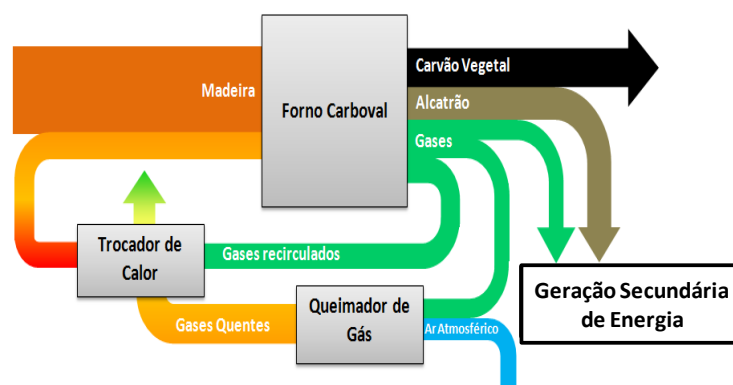 Madeira
Forno Carboval
Carvão Vegetal
Alcatrão
Gases
Trocador de
Calor
Gases recirculados
Gases Quentes
Queimador de
Gás
Ar Atmosférico
Geração Secundária
de Energia